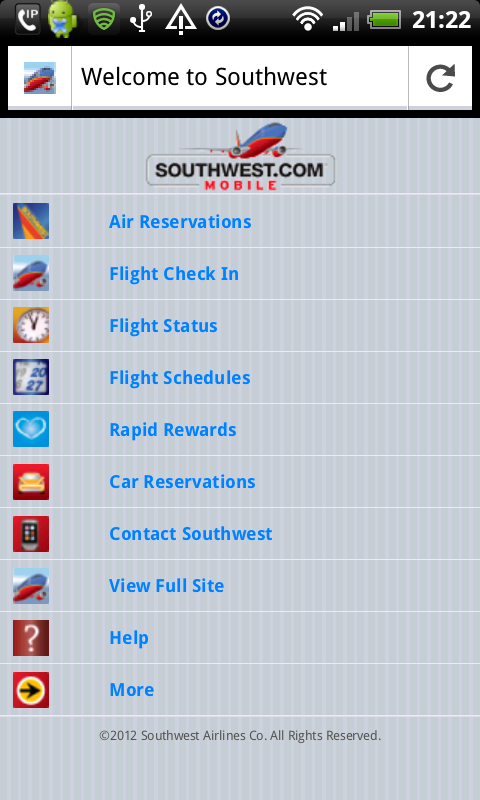 IP
21:22
Welcome to Southwest
SOUTHWEST.COM
MOBILE
Air Reservations
Flight Check In
Flight Status
20
27
Flight Schedules
Rapid Rewards
Car Reservations
Contact Southwest
View Full Site
?
Help
More
©2012 Southwest Airlines Co. All Rights Reserved.